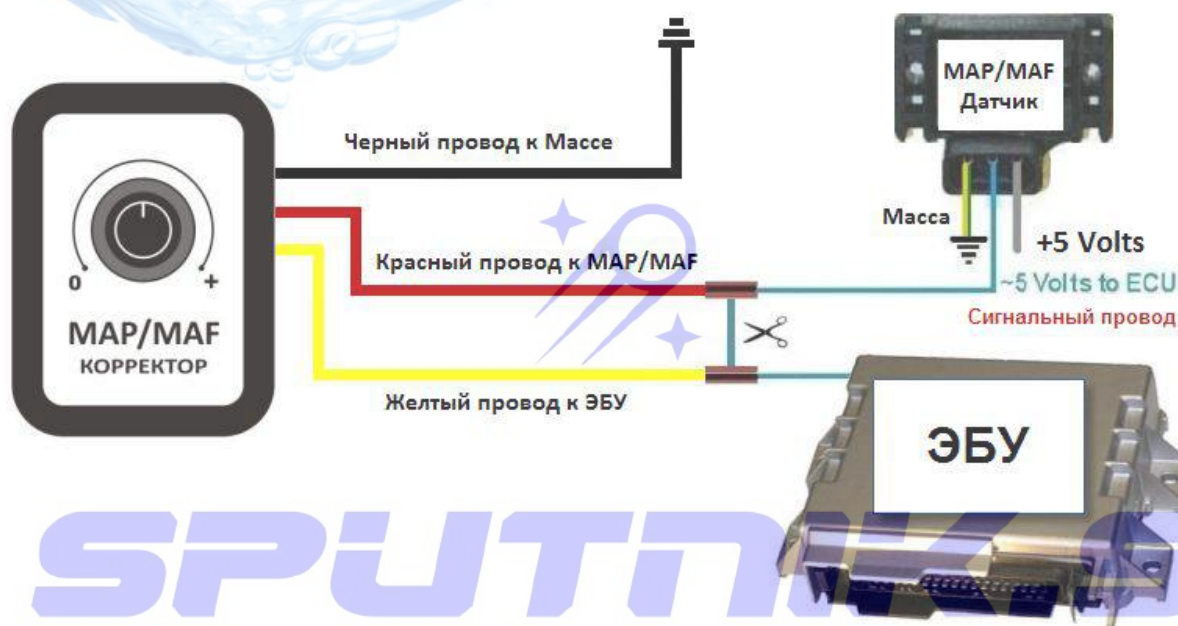 MAP/MAF
Датчик
Черный провод к Массе
Масса
+5 Volts
Красный провод к MAP/MAF
~5 Volts to ECU
Сигнальный провод
0
+
MAP/MAF
КОРРЕКТОР
Желтый провод к ЭБУ
ЭБУ
SPUTNIK.S